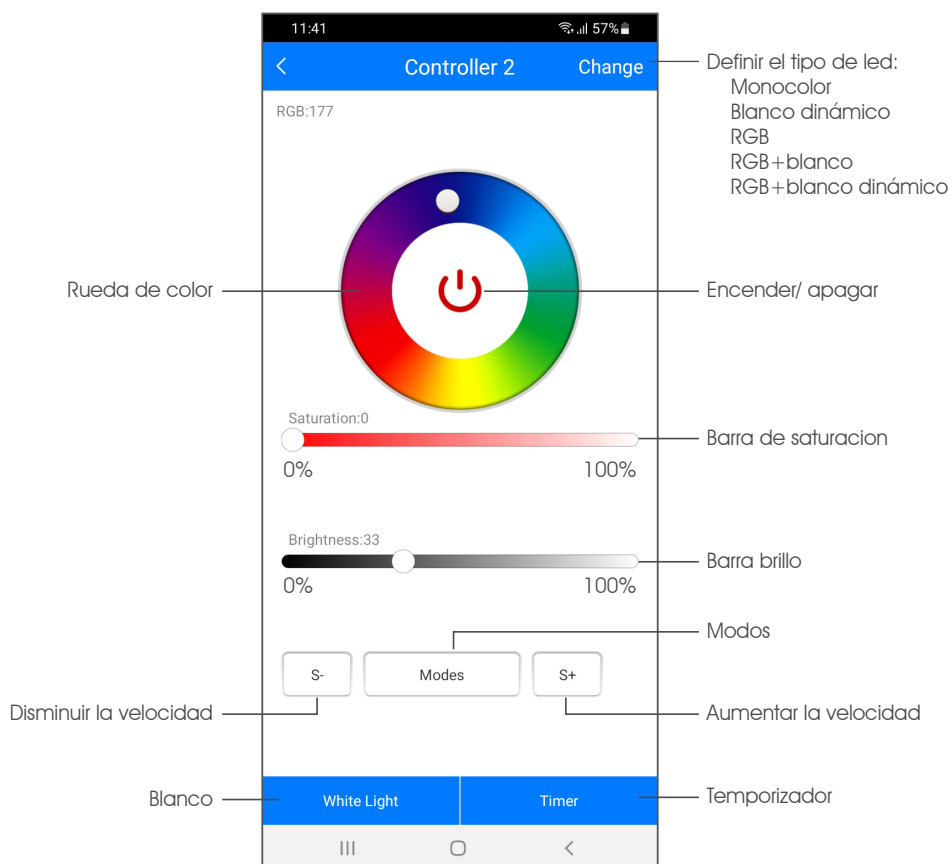 11:41
57%
Controller 2
Change
Definir el tipo de led:
Monocolor
Blanco dinámico
RGB
RGB+blanco
RGB+blanco dinámico
RGB:177
Rueda de color
Encender/ apagar
Saturation:0
Barra de saturacion
0%
100%
Brightness:33
Barra brillo
0%
100%
Modos
S-
Modes
S+
Disminuir la velocidad
Aumentar la velocidad
Blanco
White Light
Timer
Temporizador